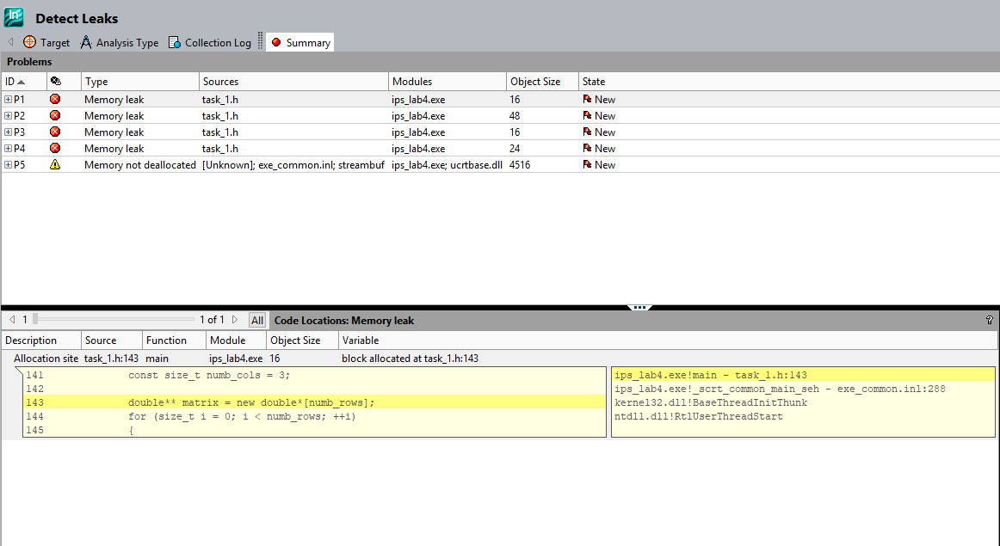 In
Detect Leaks
Target Analysis Type Collection Log Summary
Problems
ID Type Sources Modules Object Size State
P1 Memory leak task_1.h ips_lab4.exe 16 New
P2 Memory leak task_1.h ips_lab4.exe 48 New
P3 Memory leak task_1.h ips_lab4.exe 16 New
P4 Memory leak task_1.h ips_lab4.exe 24 New
P5 Memory not deallocated [Unknown]; exe_common.inl; streambuf ips_lab4.exe; ucrtbase.dll 4516 New
1 1 of 1 All Code Locations: Memory leak ?
Description Source Function Module Object Size Variable
Allocation site task_1.h:143 main ips_lab4.exe 16 block allocated at task_1.h:143
141 const size_t numb_cols = 3; ips_lab4.exe!main - task_1.h:143
142 ips_lab4.exe!_scrt_common_main_seh - exe_common.inl:288
143 double** matrix = new double*[numb_rows]; kernel32.dll!BaseThreadInitThunk
144 for (size_t i = 0; i < numb_rows; ++i) ntdll.dll!RtlUserThreadStart
145 {